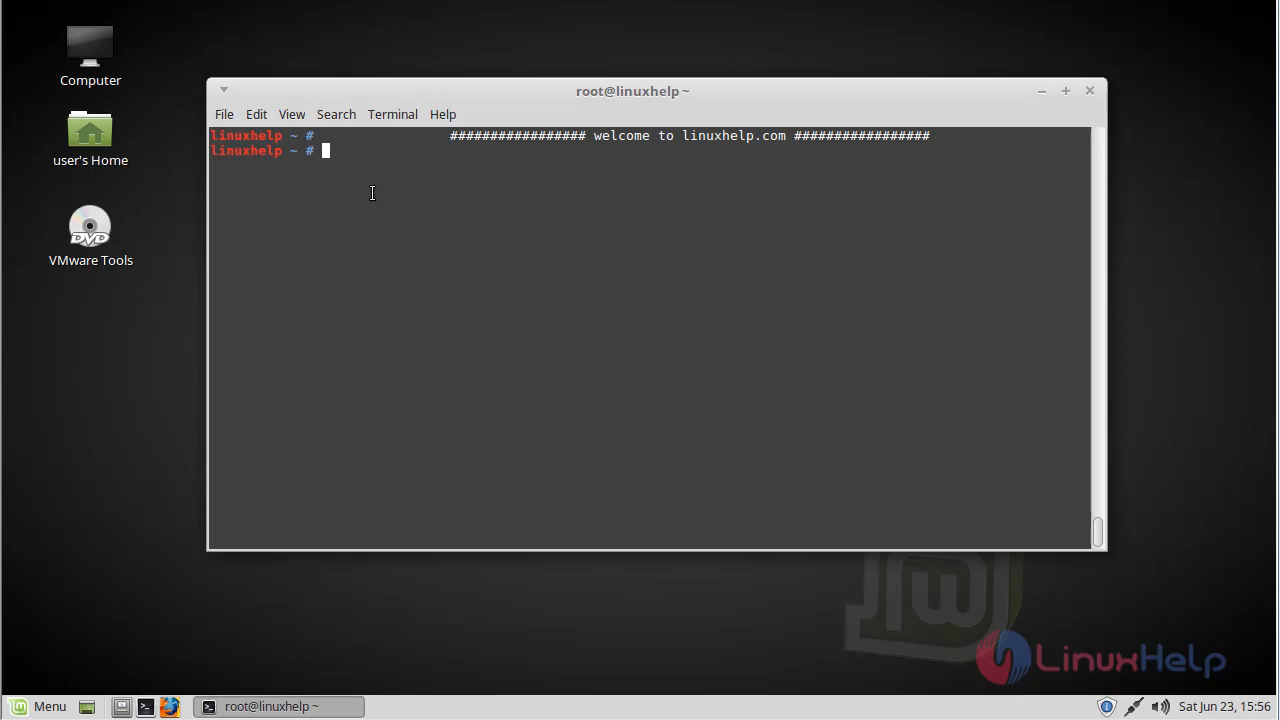 Computer
user's Home
DVD
VMware Tools
root@linuxhelp ~
File Edit View Search Terminal Help
linuxhelp ~ # ################# welcome to linuxhelp.com #################
linuxhelp ~ #
LinuxHelp
Menu
root@linuxhelp ~
Sat Jun 23, 15:56